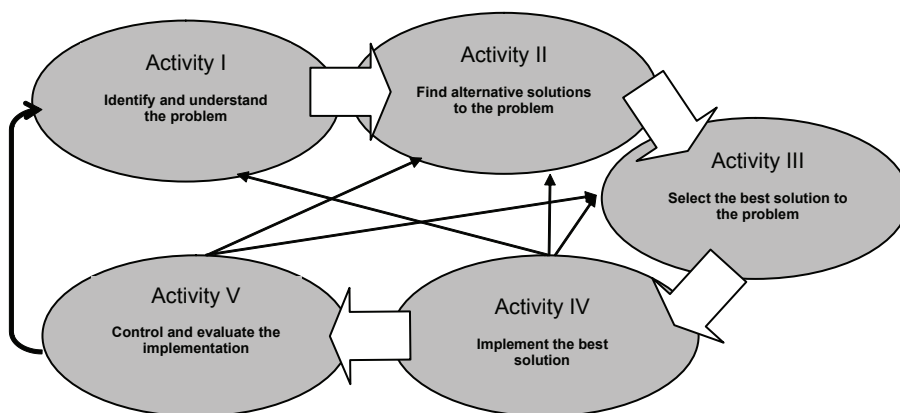 Activity I
Identify and understand
the problem
Activity II
Find alternative solutions
to the problem
Activity III
Select the best solution to
the problem
Activity IV
Implement the best
solution
Activity V
Control and evaluate the
implementation